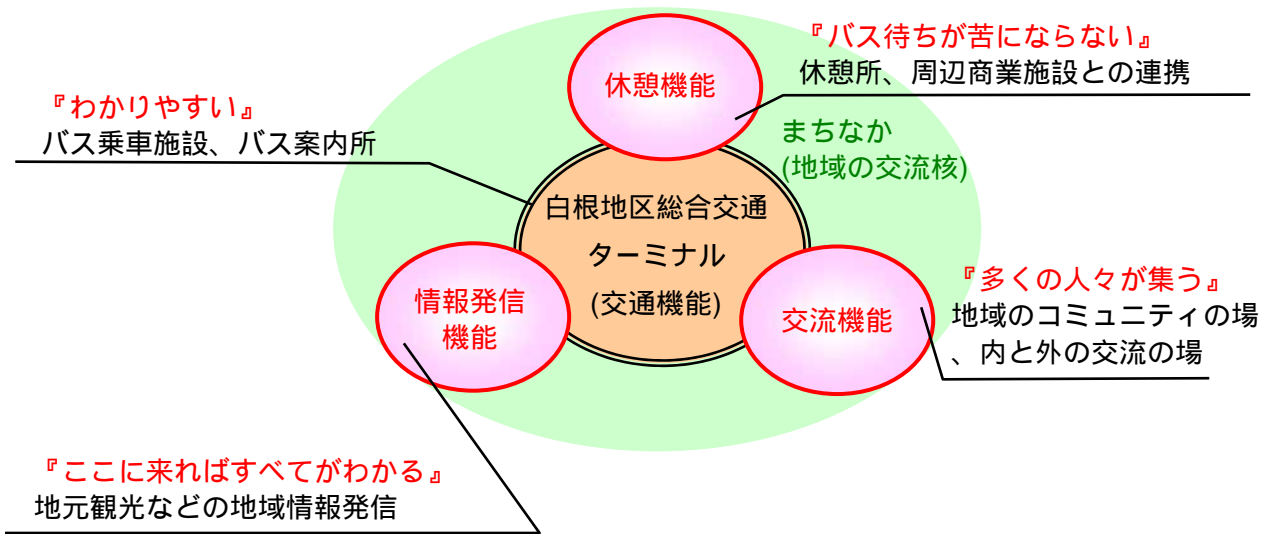 『バス待ちが苦にならない』
休憩所、周辺商業施設との連携
休憩機能
『わかりやすい』
バス乗車施設、バス案内所
まちなか
(地域の交流核)
白根地区総合交通
ターミナル
(交通機能)
情報発信
機能
交流機能
『多くの人々が集う』
地域のコミュニティの場
、内と外の交流の場
『ここに来ればすべてがわかる』
地元観光などの地域情報発信